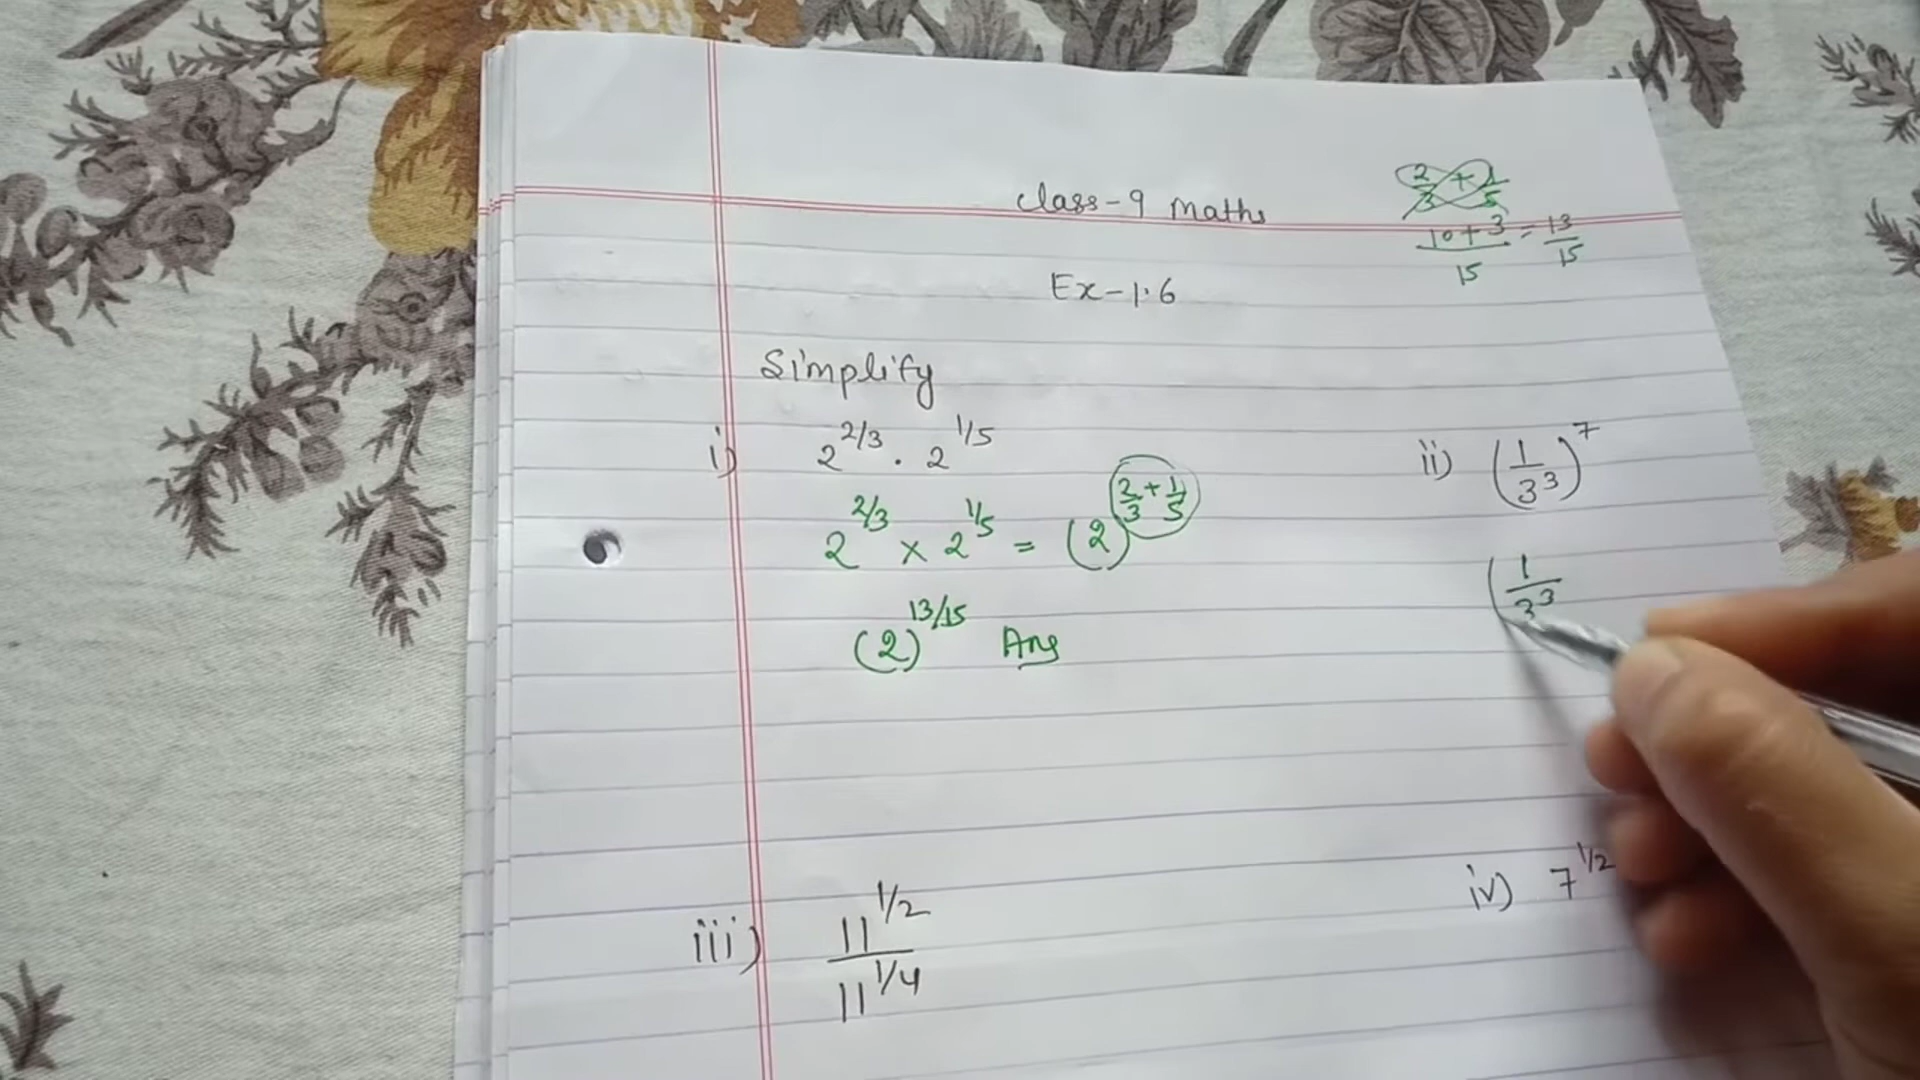 class-9 Maths
2/3 + 1/5
10+3/15 = 13/15
Ex-1.6
Simplify
i) 2^2/3 . 2^1/5
2^2/3 × 2^1/5 = (2)^2/3+1/5
(2)^13/15 Ans
ii) (1/3^3)^7
(1/3^3
iii) 11^1/2 / 11^1/4
iv) 7^1/2